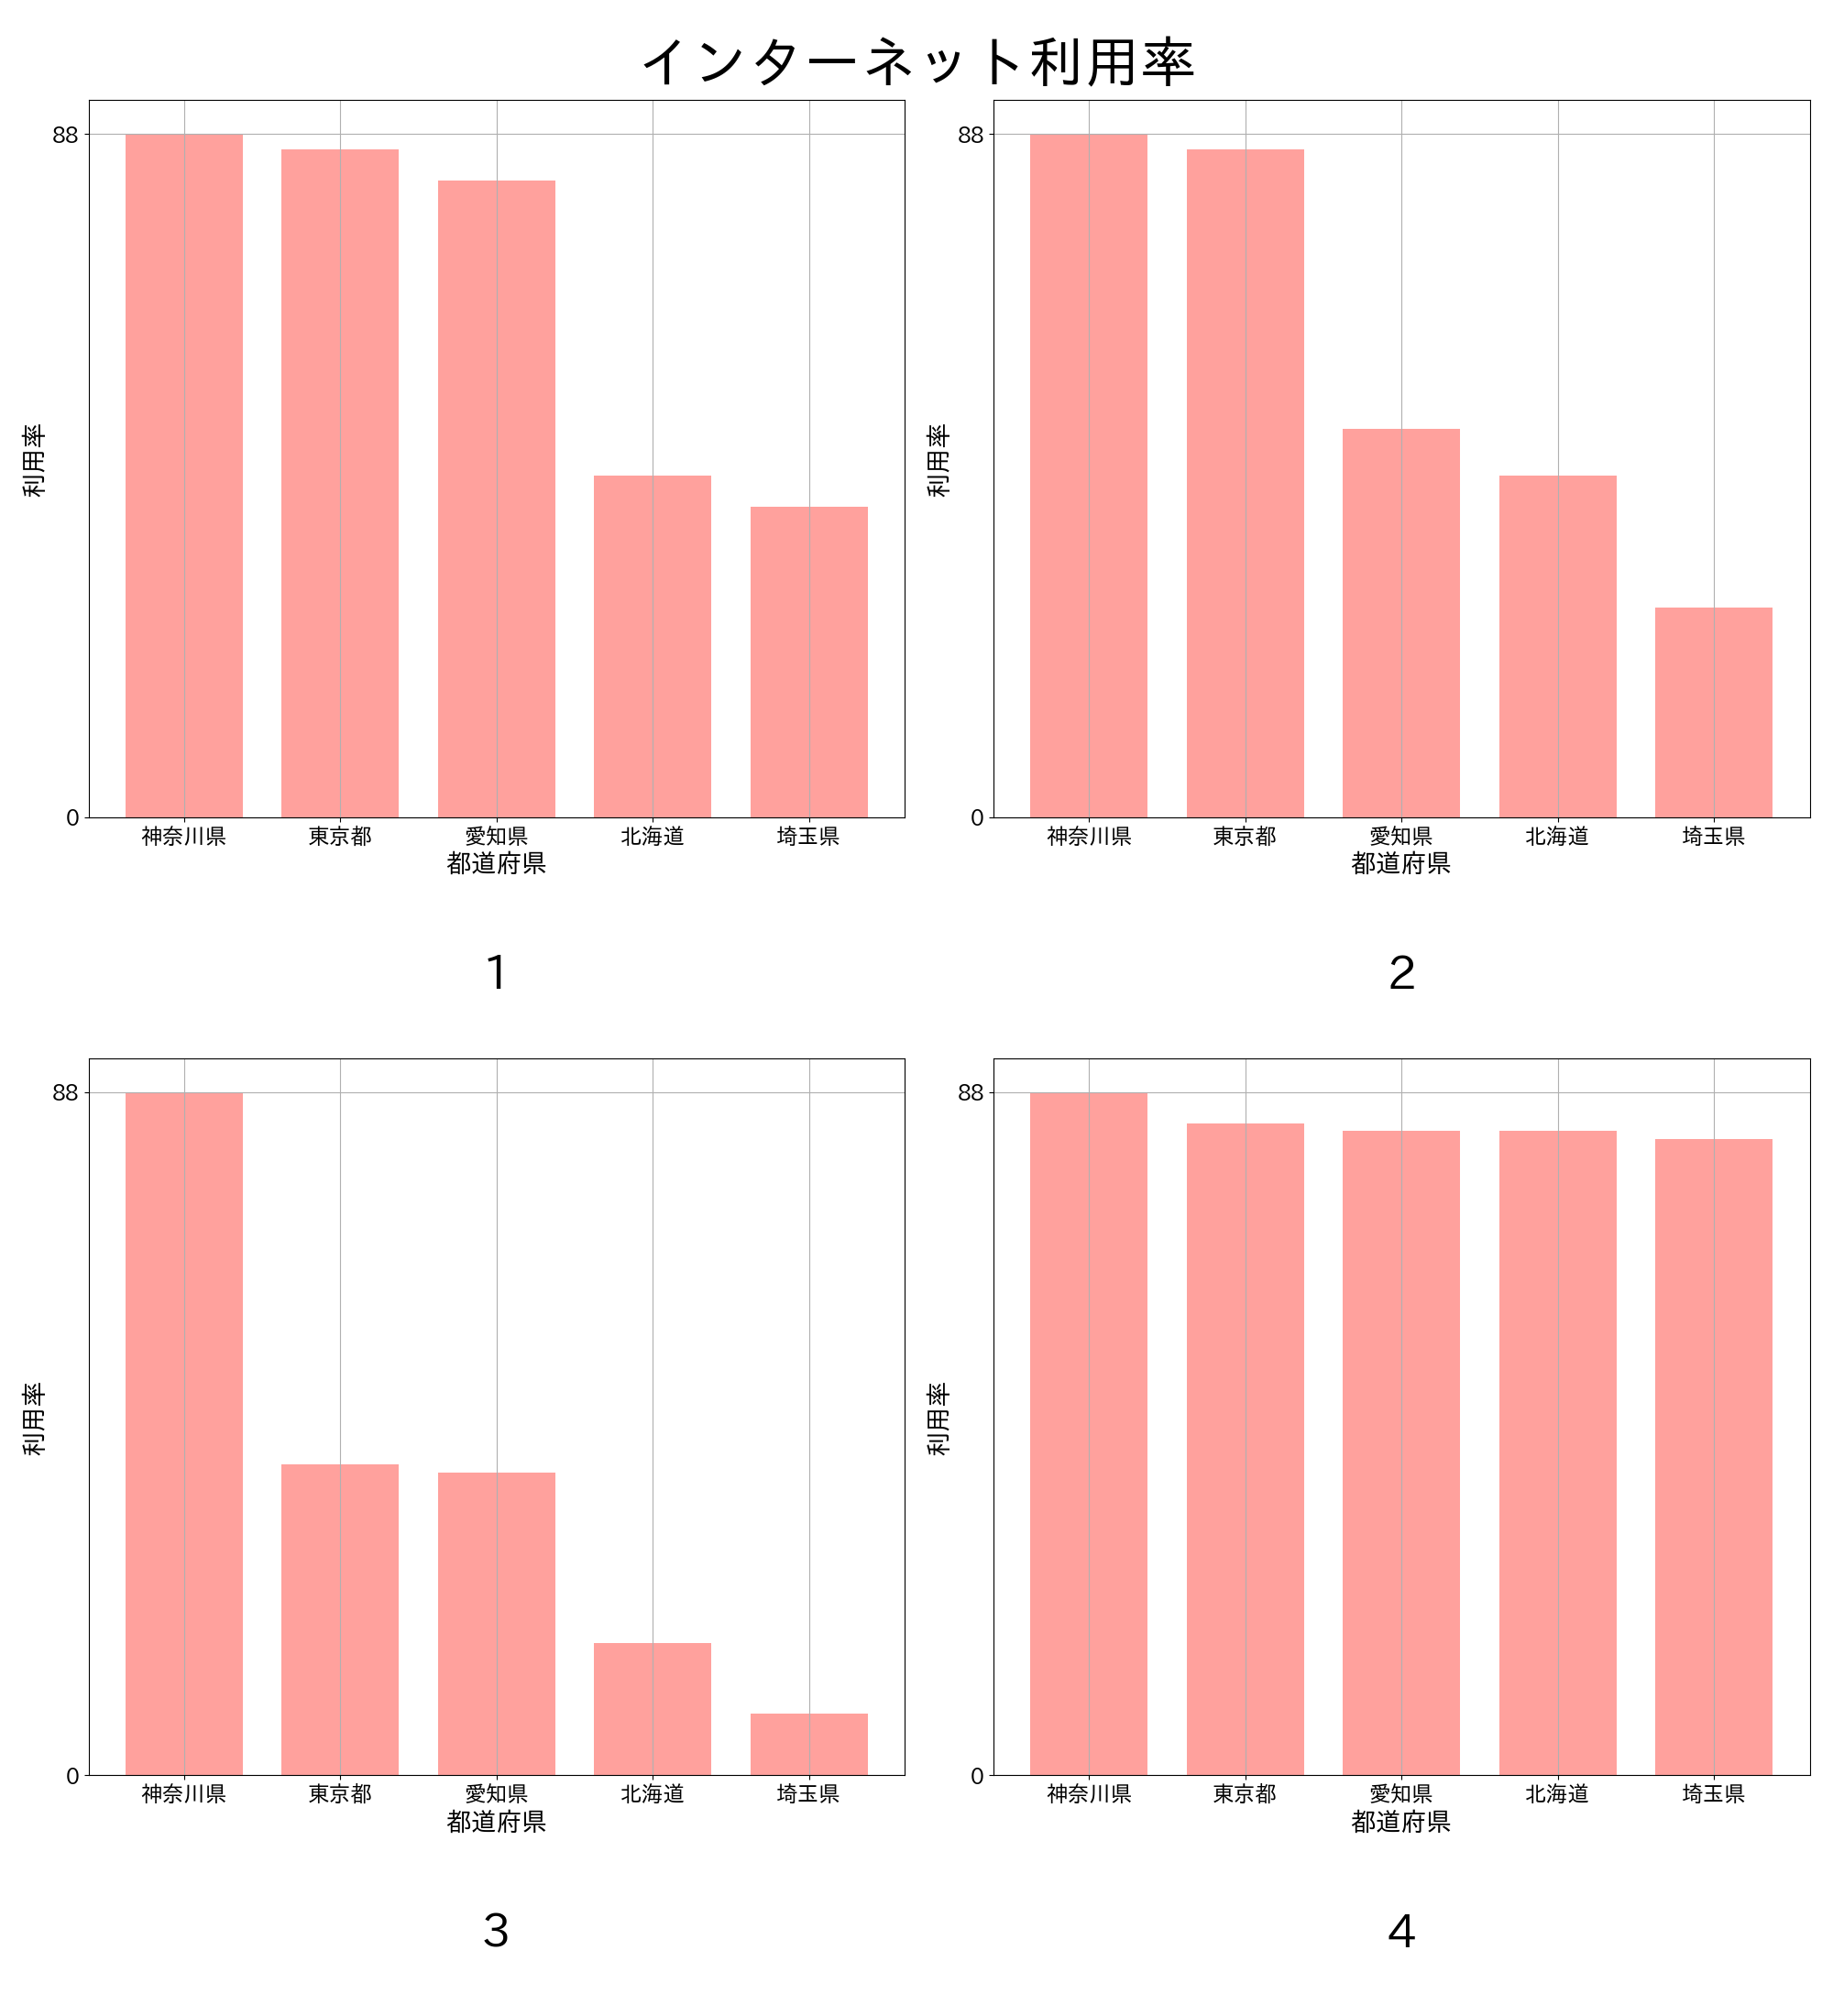 インターネット利用率
88
0
利用率
神奈川県 東京都 愛知県 北海道 埼玉県
都道府県
1
88
0
利用率
神奈川県 東京都 愛知県 北海道 埼玉県
都道府県
2
88
0
利用率
神奈川県 東京都 愛知県 北海道 埼玉県
都道府県
3
88
0
利用率
神奈川県 東京都 愛知県 北海道 埼玉県
都道府県
4